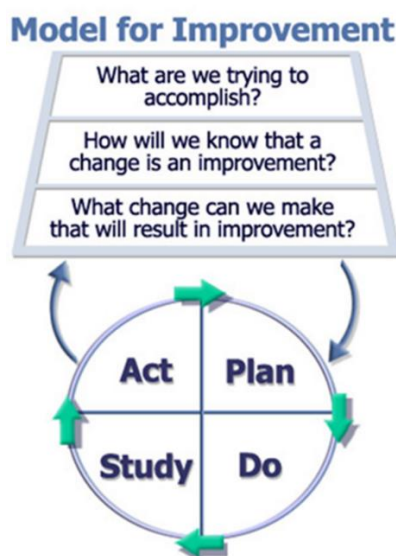 Model for Improvement
What are we trying to
accomplish?
How will we know that a
change is an improvement?
What change can we make
that will result in improvement?
Act
Plan
Study
Do